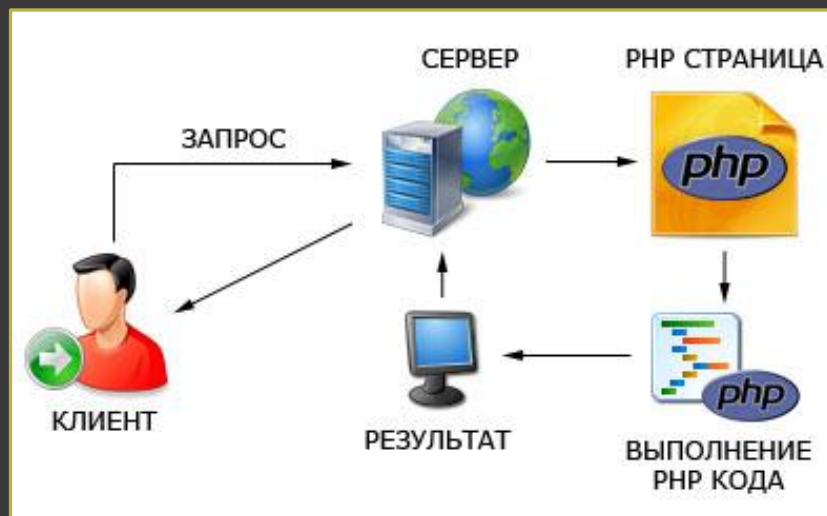 СЕРВЕР
PHP СТРАНИЦА
ЗАПРОС
php
КЛИЕНТ
РЕЗУЛЬТАТ
php
ВЫПОЛНЕНИЕ
PHP КОДА